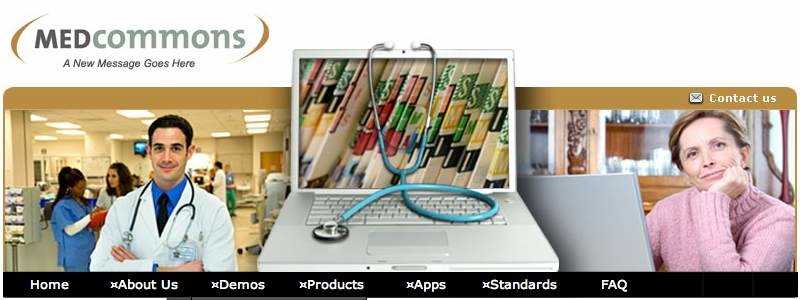 MEDcommons
A New Message Goes Here
Contact us
Home ¤About Us ¤Demos ¤Products ¤Apps ¤Standards FAQ